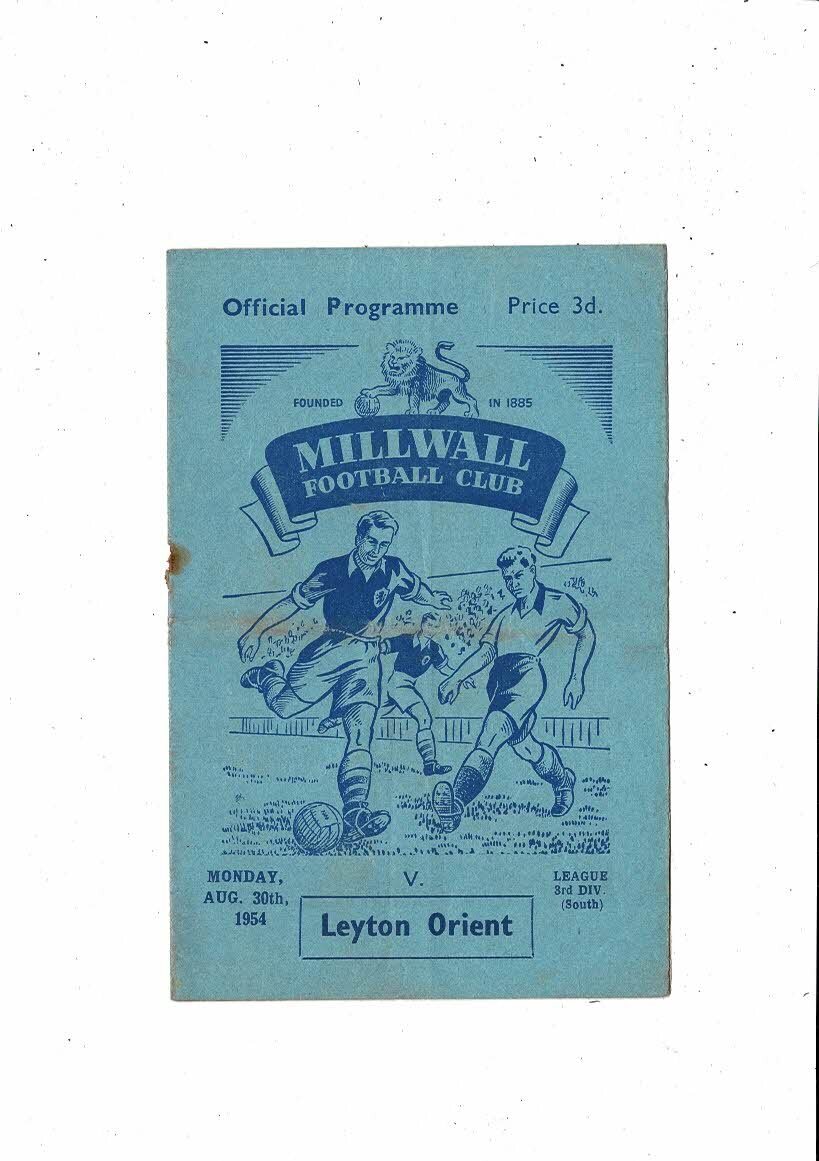 Official Programme Price 3d.
FOUNDED IN 1885
MILLWALL
FOOTBALL CLUB
MONDAY,
AUG. 30th,
1954
V.
Leyton Orient
LEAGUE
3rd DIV.
(South)